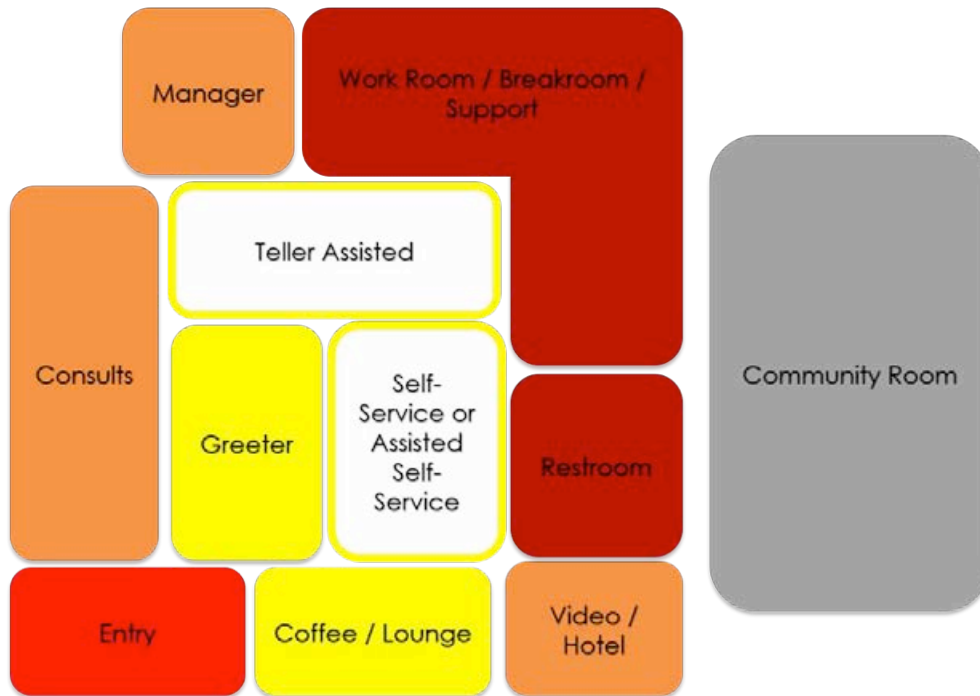 Manager
Work Room / Breakroom /
Support
Teller Assisted
Consults
Greeter
Self-
Service or
Assisted
Self-
Service
Restroom
Community Room
Entry
Coffee / Lounge
Video /
Hotel